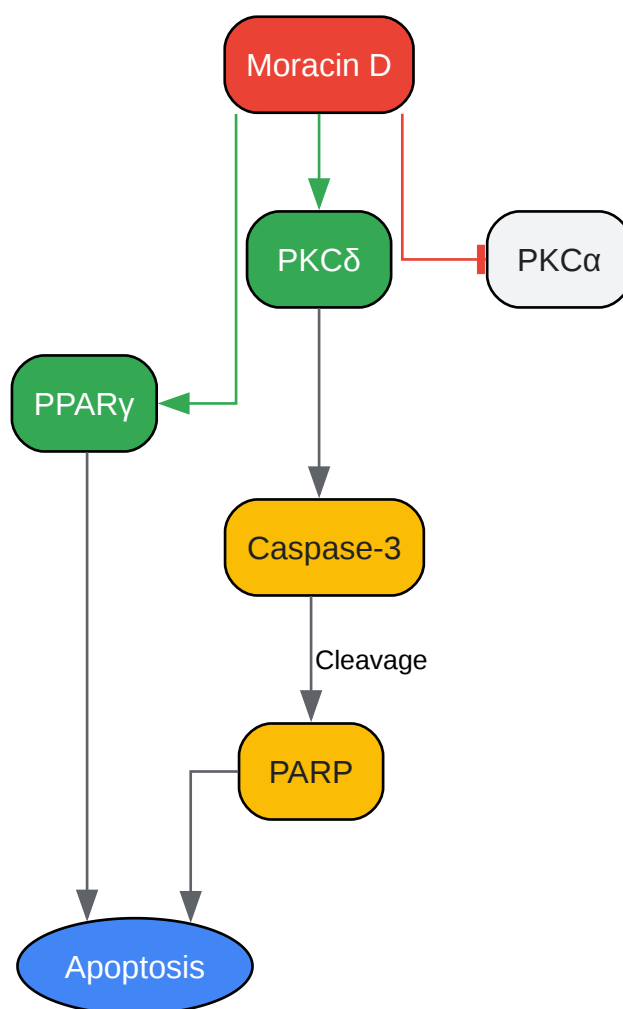 Moracin D
PKCδ
PKCα
PPARγ
Caspase-3
Cleavage
PARP
Apoptosis